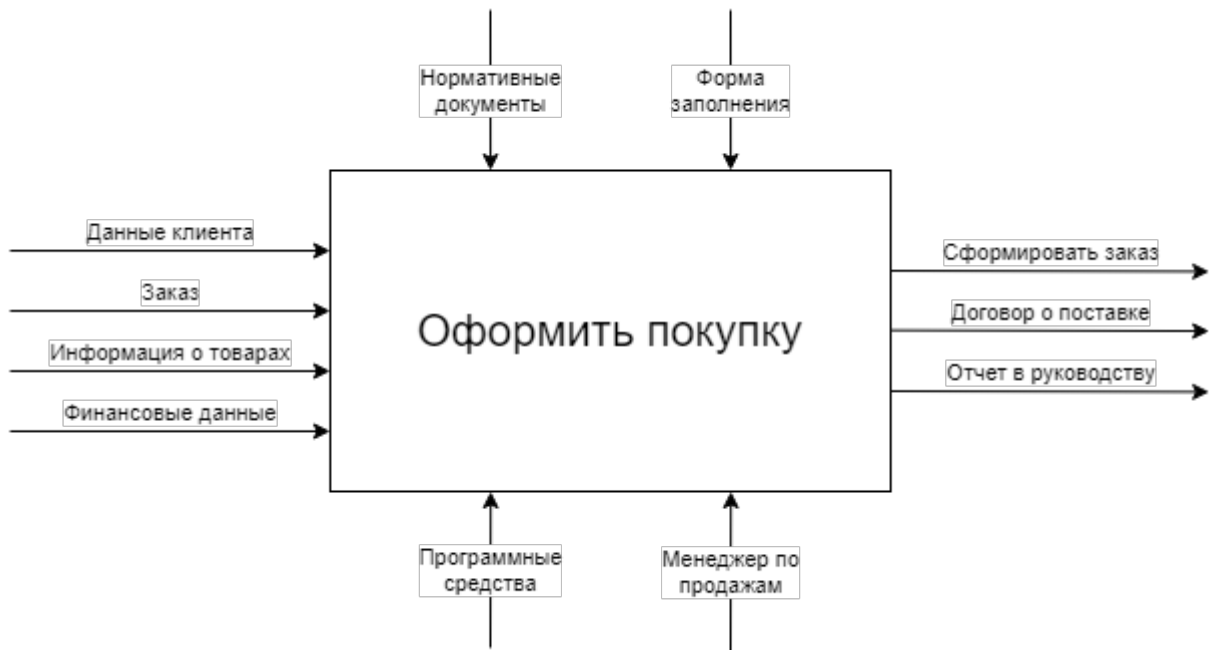 Нормативные
документы
Форма
заполнения
Данные клиента
Заказ
Информация о товарах
Финансовые данные
Оформить покупку
Сформировать заказ
Договор о поставке
Отчет в руководству
Программные
средства
Менеджер по
продажам